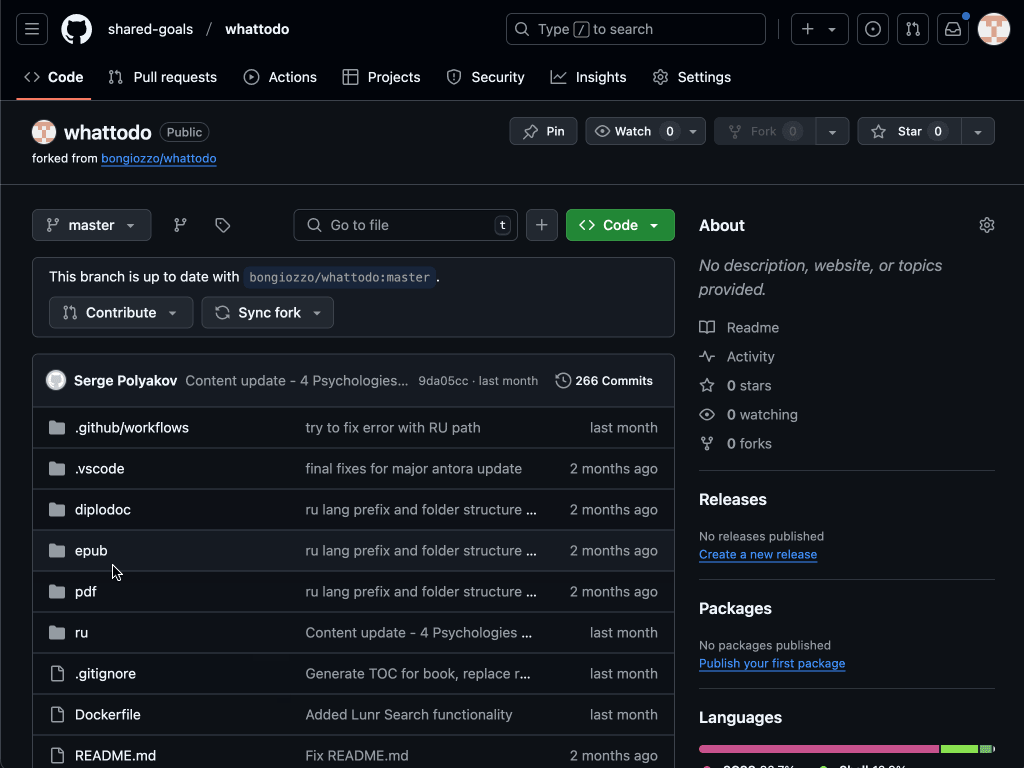 shared-goals / whattodo
Type / to search
Code Pull requests Actions Projects Security Insights Settings
whattodo Public
Pin Watch 0 Fork 0 Star 0
forked from bongiozzo/whattodo
master Go to file t Code
This branch is up to date with bongiozzo/whattodo:master.
Contribute Sync fork
Serge Polyakov Content update - 4 Psychologies... 9da05cc · last month 266 Commits
.github/workflows try to fix error with RU path last month
.vscode final fixes for major antora update 2 months ago
diplodoc ru lang prefix and folder structure ... 2 months ago
epub ru lang prefix and folder structure ... 2 months ago
pdf ru lang prefix and folder structure ... 2 months ago
ru Content update - 4 Psychologies ... last month
.gitignore Generate TOC for book, replace r... last month
Dockerfile Added Lunr Search functionality last month
README.md Fix README.md 2 months ago
About
No description, website, or topics
provided.
Readme
Activity
0 stars
0 watching
0 forks
Releases
No releases published
Create a new release
Packages
No packages published
Publish your first package
Languages